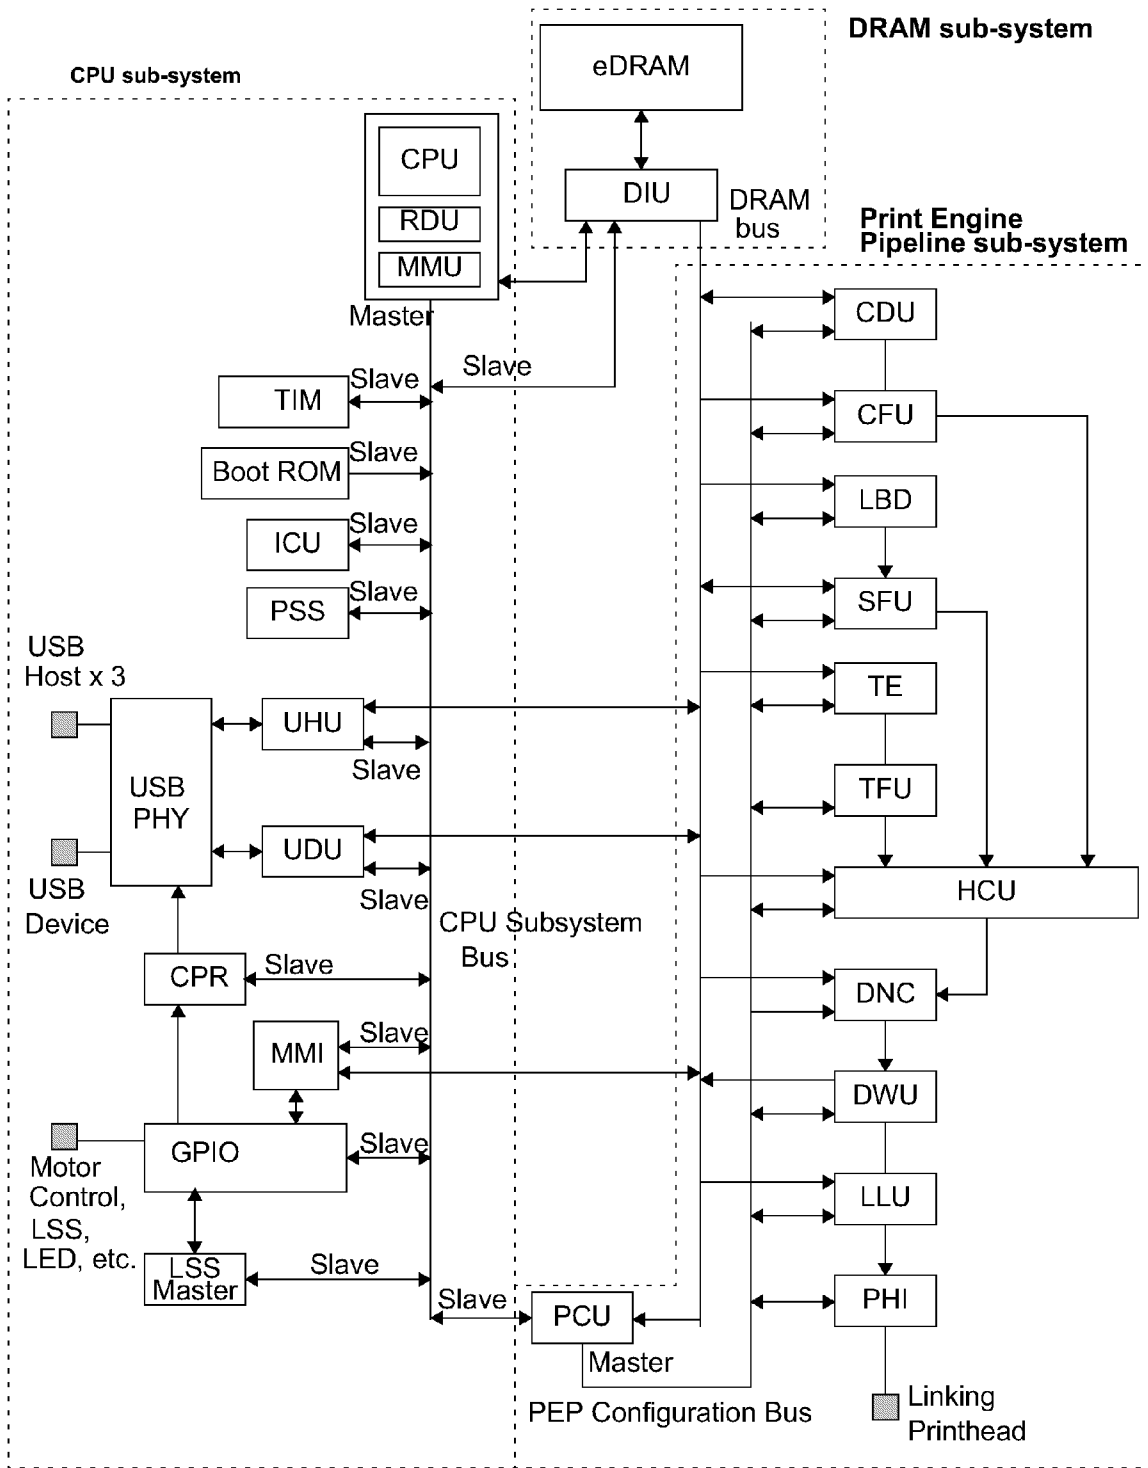 DRAM sub-system
eDRAM
CPU sub-system
CPU
DIU
DRAM
bus
RDU
Print Engine
Pipeline sub-system
MMU
CDU
Master
Slave
Slave
TIM
CFU
Slave
Boot ROM
LBD
Slave
ICU
Slave
PSS
SFU
USB
Host x 3
TE
UHU
Slave
USB
PHY
TFU
UDU
USB
Device
Slave
HCU
CPU Subsystem
Bus
CPR
Slave
DNC
MMI
Slave
DWU
GPIO
Slave
Motor
Control,
LSS,
LED, etc.
LLU
LSS
Master
Slave
Slave
PCU
PHI
Master
PEP Configuration Bus
Linking
Printhead